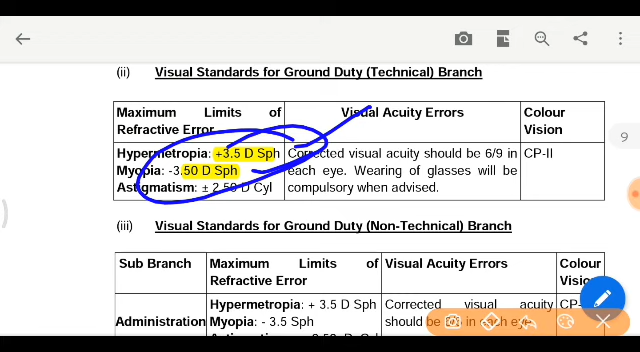 (ii) Visual Standards for Ground Duty (Technical) Branch
Maximum Limits of Refractive Error
Visual Acuity Errors
Colour Vision
Hypermetropia: +3.5 D Sph
Myopia: -3.50 D Sph
Astigmatism: ± 2.50 D Cyl
Corrected visual acuity should be 6/9 in
each eye. Wearing of glasses will be
compulsory when advised.
CP-II
9
(iii) Visual Standards for Ground Duty (Non-Technical) Branch
Sub Branch
Maximum Limits of
Refractive Error
Visual Acuity Errors
Colour
Administration
Hypermetropia: + 3.5 D Sph
Myopia: - 3.5 Sph
Corrected visual acuity
should be in each eye